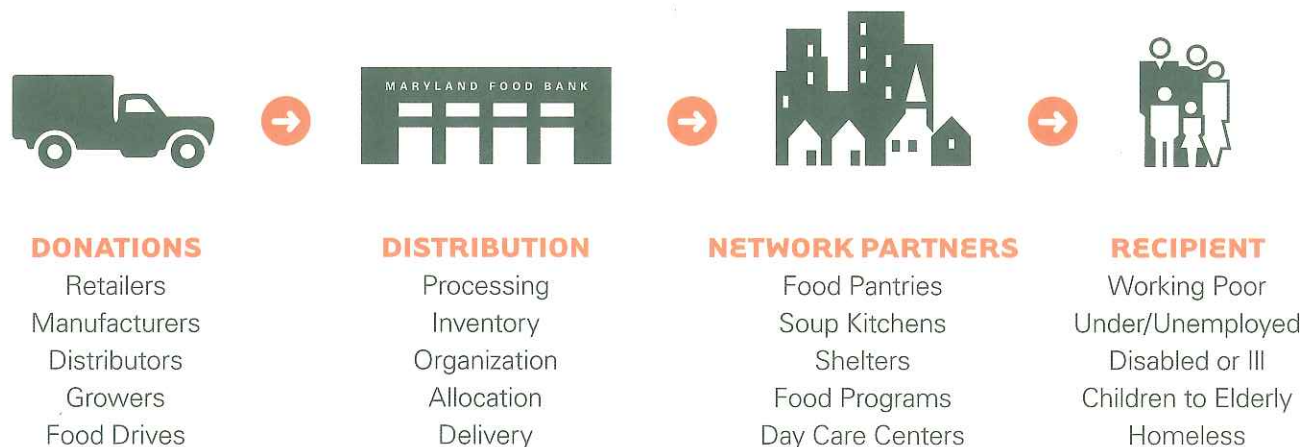 MARYLAND FOOD BANK
DONATIONS
Retailers
Manufacturers
Distributors
Growers
Food Drives
DISTRIBUTION
Processing
Inventory
Organization
Allocation
Delivery
NETWORK PARTNERS
Food Pantries
Soup Kitchens
Shelters
Food Programs
Day Care Centers
RECIPIENT
Working Poor
Under/Unemployed
Disabled or Ill
Children to Elderly
Homeless